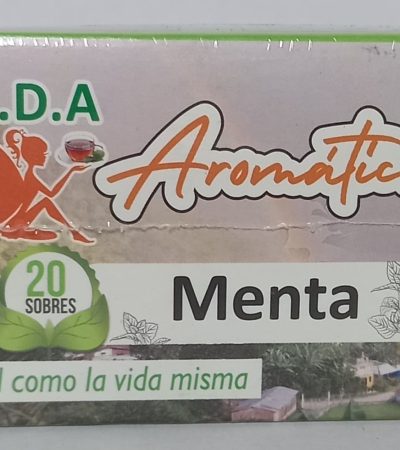 .D.A
Aromátic
20
SOBRES
Menta
l como la vida misma